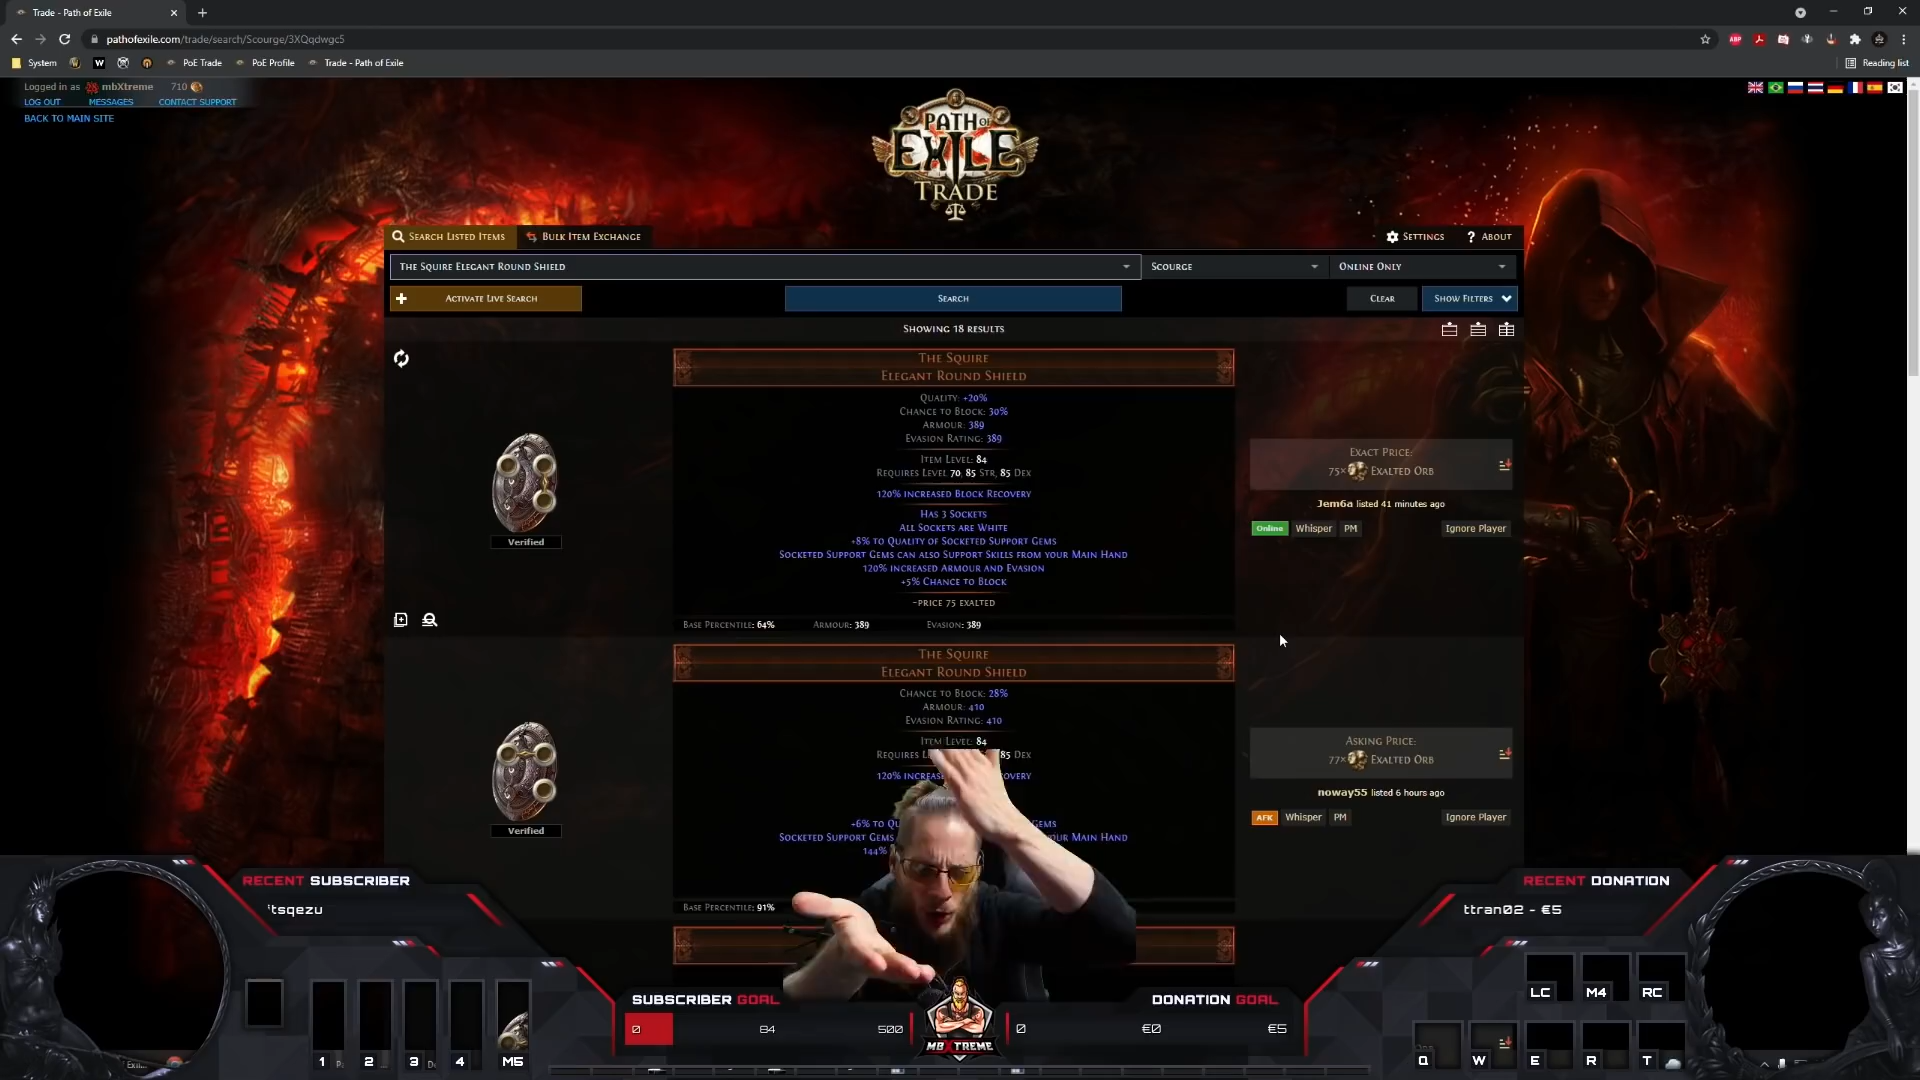 Trade - Path of Exile
pathofexile.com/trade/search/Scourge/3XQqdwgc5
System
PoE Trade
PoE Profile
Trade - Path of Exile
Reading list
Logged in as mbXtreme 710
LOG OUT MESSAGES CONTACT SUPPORT
BACK TO MAIN SITE
PATH OF EXILE
TRADE
Search Listed Items
Bulk Item Exchange
Settings
? About
The Squire Elegant Round Shield
Scourge
Online Only
Activate Live Search
Search
Clear
Show Filters
Showing 18 results
The Squire
Elegant Round Shield
Quality: +20%
Chance to Block: 30%
Armour: 389
Evasion Rating: 389
Item Level: 84
Requires Level 70, 85 Str, 85 Dex
120% increased Block Recovery
Has 3 Sockets
All Sockets are White
+8% to Quality of Socketed Support Gems
Socketed Support Gems can also Support Skills from your Main Hand
120% increased Armour and Evasion
+5% Chance to Block
~price 75 exalted
Base Percentile: 64%
Armour: 389
Evasion: 389
Verified
Exact Price:
75× Exalted Orb
Jem6a listed 41 minutes ago
Online Whisper PM Ignore Player
The Squire
Elegant Round Shield
Chance to Block: 28%
Armour: 410
Evasion Rating: 410
Item Level: 84
Requires 85 Dex
120%
+6% to Gems
Socketed Support Gems Main Hand
144%
Base Percentile: 91%
Verified
Asking Price:
77× Exalted Orb
noway55 listed 6 hours ago
AFK Whisper PM Ignore Player
RECENT SUBSCRIBER
tsqezu
RECENT DONATION
ttran02 - €5
SUBSCRIBER GOAL
0 84 500
MBXTREME
DONATION GOAL
0 €0 €5
1 2 3 4 M5
LC M4 RC
Q W E R T